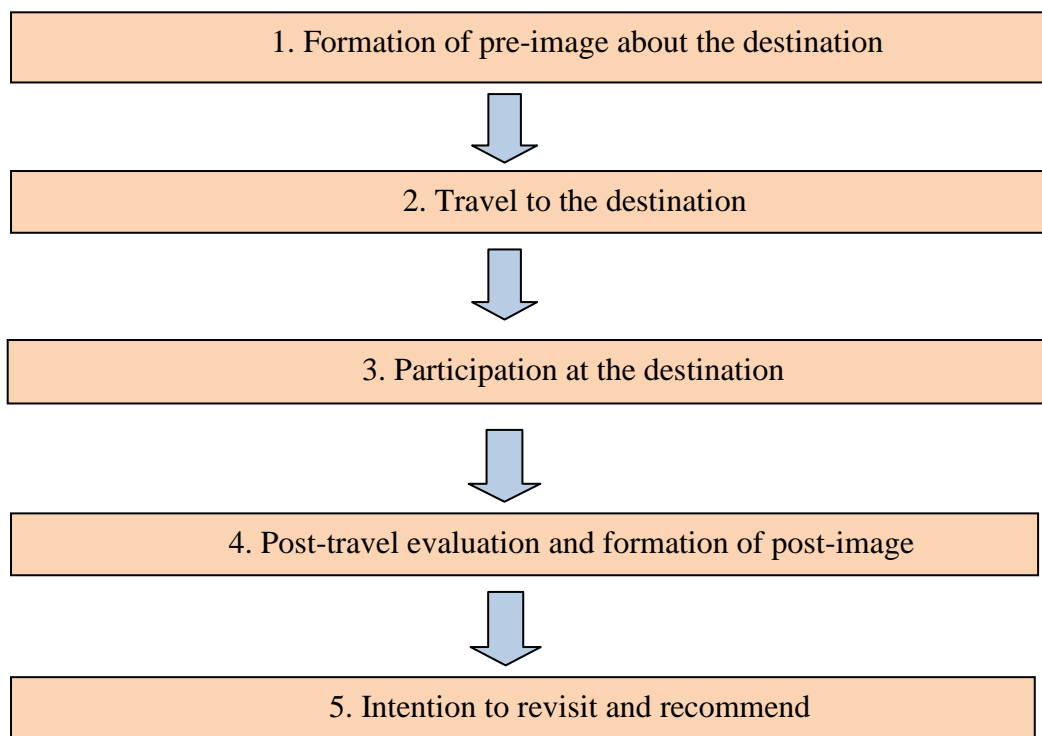 1. Formation of pre-image about the destination
2. Travel to the destination
3. Participation at the destination
4. Post-travel evaluation and formation of post-image
5. Intention to revisit and recommend